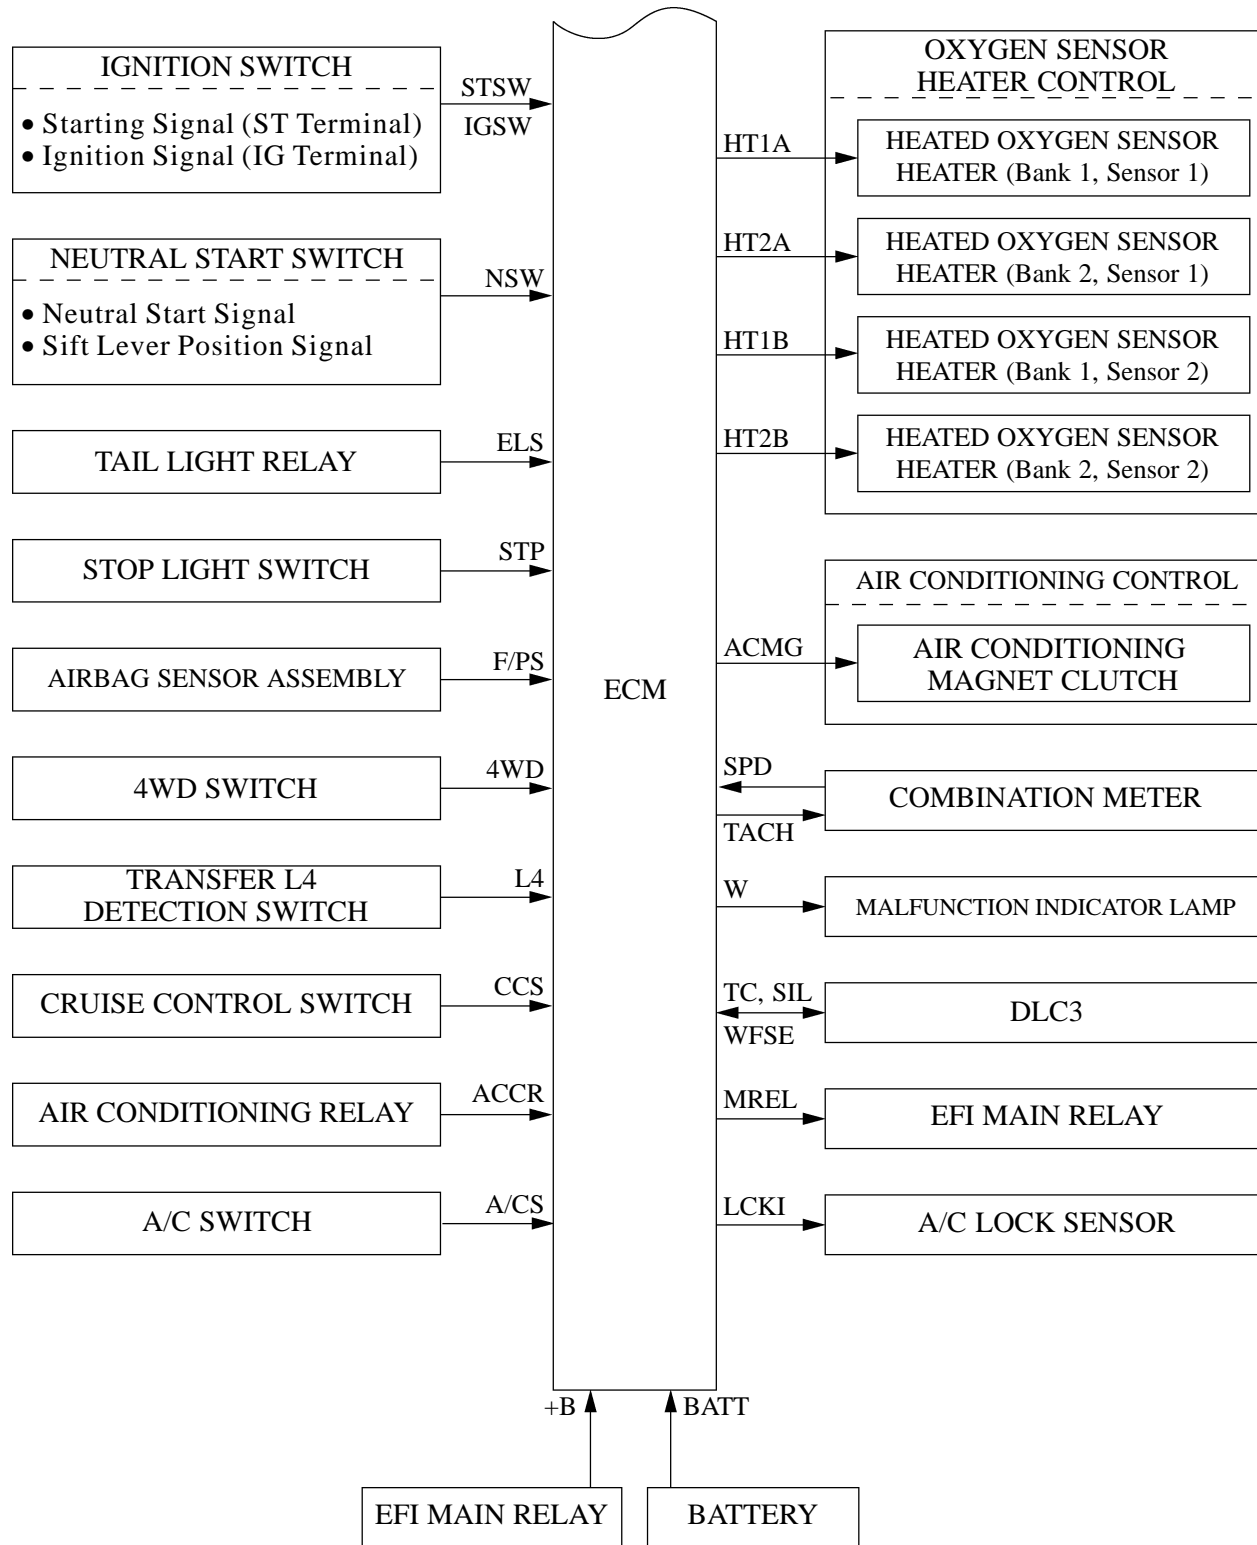 IGNITION SWITCH
• Starting Signal (ST Terminal)
• Ignition Signal (IG Terminal)
STSW
IGSW
NEUTRAL START SWITCH
• Neutral Start Signal
• Sift Lever Position Signal
NSW
TAIL LIGHT RELAY
ELS
STOP LIGHT SWITCH
STP
AIRBAG SENSOR ASSEMBLY
F/PS
4WD SWITCH
4WD
TRANSFER L4
DETECTION SWITCH
L4
CRUISE CONTROL SWITCH
CCS
AIR CONDITIONING RELAY
ACCR
A/C SWITCH
A/CS
ECM
OXYGEN SENSOR
HEATER CONTROL
HT1A
HEATED OXYGEN SENSOR
HEATER (Bank 1, Sensor 1)
HT2A
HEATED OXYGEN SENSOR
HEATER (Bank 2, Sensor 1)
HT1B
HEATED OXYGEN SENSOR
HEATER (Bank 1, Sensor 2)
HT2B
HEATED OXYGEN SENSOR
HEATER (Bank 2, Sensor 2)
AIR CONDITIONING CONTROL
ACMG
AIR CONDITIONING
MAGNET CLUTCH
SPD
TACH
COMBINATION METER
W
MALFUNCTION INDICATOR LAMP
TC, SIL
WFSE
DLC3
MREL
EFI MAIN RELAY
LCKI
A/C LOCK SENSOR
+B
BATT
EFI MAIN RELAY
BATTERY